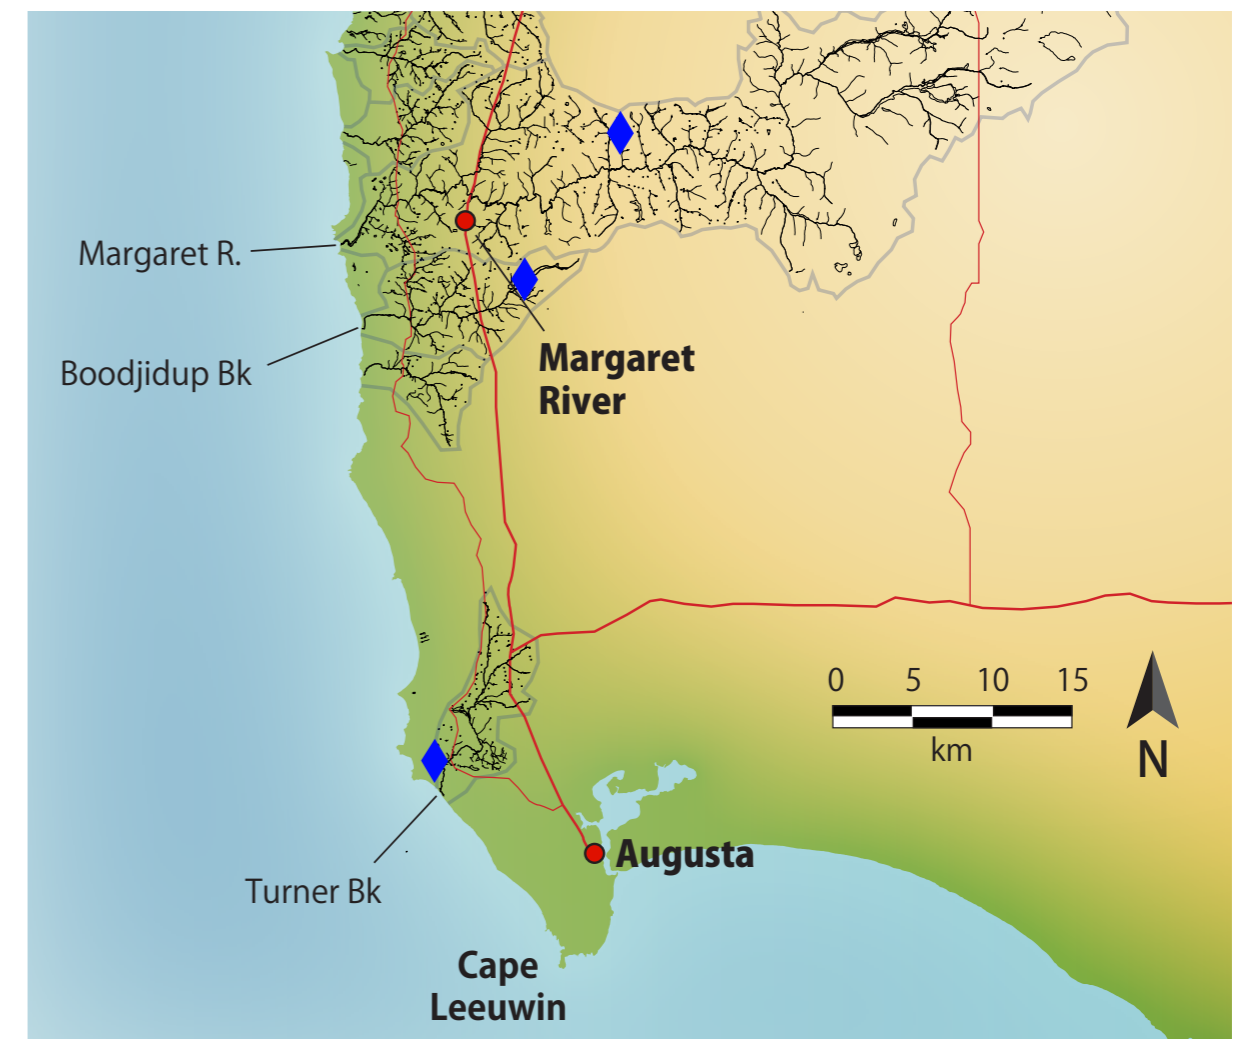 Margaret R.
Boodjidup Bk
Margaret
River
0 5 10 15
km
N
Augusta
Turner Bk
Cape
Leeuwin